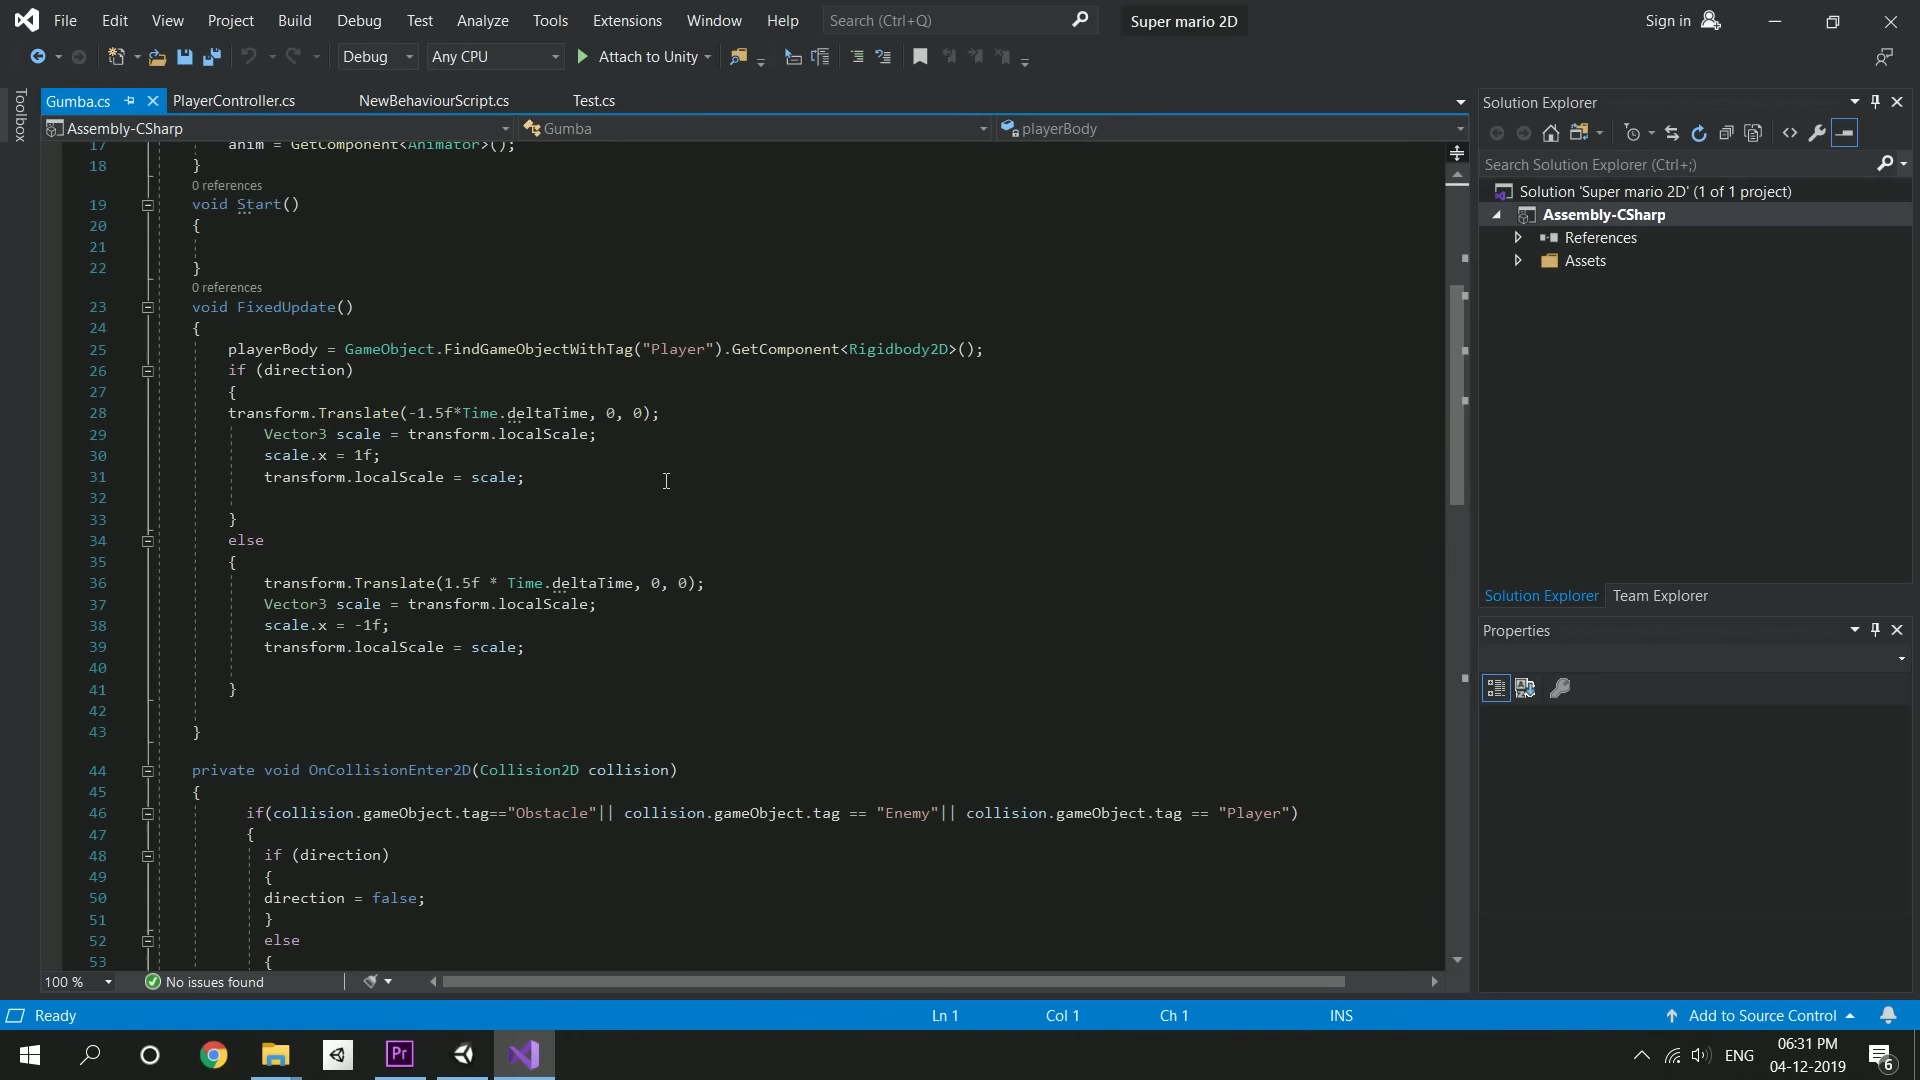 File Edit View Project Build Debug Test Analyze Tools Extensions Window Help Search (Ctrl+Q) Super mario 2D Sign in
Debug Any CPU Attach to Unity
Toolbox
Gumba.cs PlayerController.cs NewBehaviourScript.cs Test.cs
Assembly-CSharp Gumba playerBody
17 anim = GetComponent<Animator>();
18 }
0 references
19 void Start()
20 {
21
22 }
0 references
23 void FixedUpdate()
24 {
25 playerBody = GameObject.FindGameObjectWithTag("Player").GetComponent<Rigidbody2D>();
26 if (direction)
27 {
28 transform.Translate(-1.5f*Time.deltaTime, 0, 0);
29 Vector3 scale = transform.localScale;
30 scale.x = 1f;
31 transform.localScale = scale;
32
33 }
34 else
35 {
36 transform.Translate(1.5f * Time.deltaTime, 0, 0);
37 Vector3 scale = transform.localScale;
38 scale.x = -1f;
39 transform.localScale = scale;
40
41 }
42
43 }
44 private void OnCollisionEnter2D(Collision2D collision)
45 {
46 if(collision.gameObject.tag=="Obstacle"|| collision.gameObject.tag == "Enemy"|| collision.gameObject.tag == "Player")
47 {
48 if (direction)
49 {
50 direction = false;
51 }
52 else
53 {
100 % No issues found
Solution Explorer
Search Solution Explorer (Ctrl+;)
Solution 'Super mario 2D' (1 of 1 project)
Assembly-CSharp
References
Assets
Solution Explorer Team Explorer
Properties
Ready Ln 1 Col 1 Ch 1 INS Add to Source Control
Pr ENG 06:31 PM
04-12-2019 6